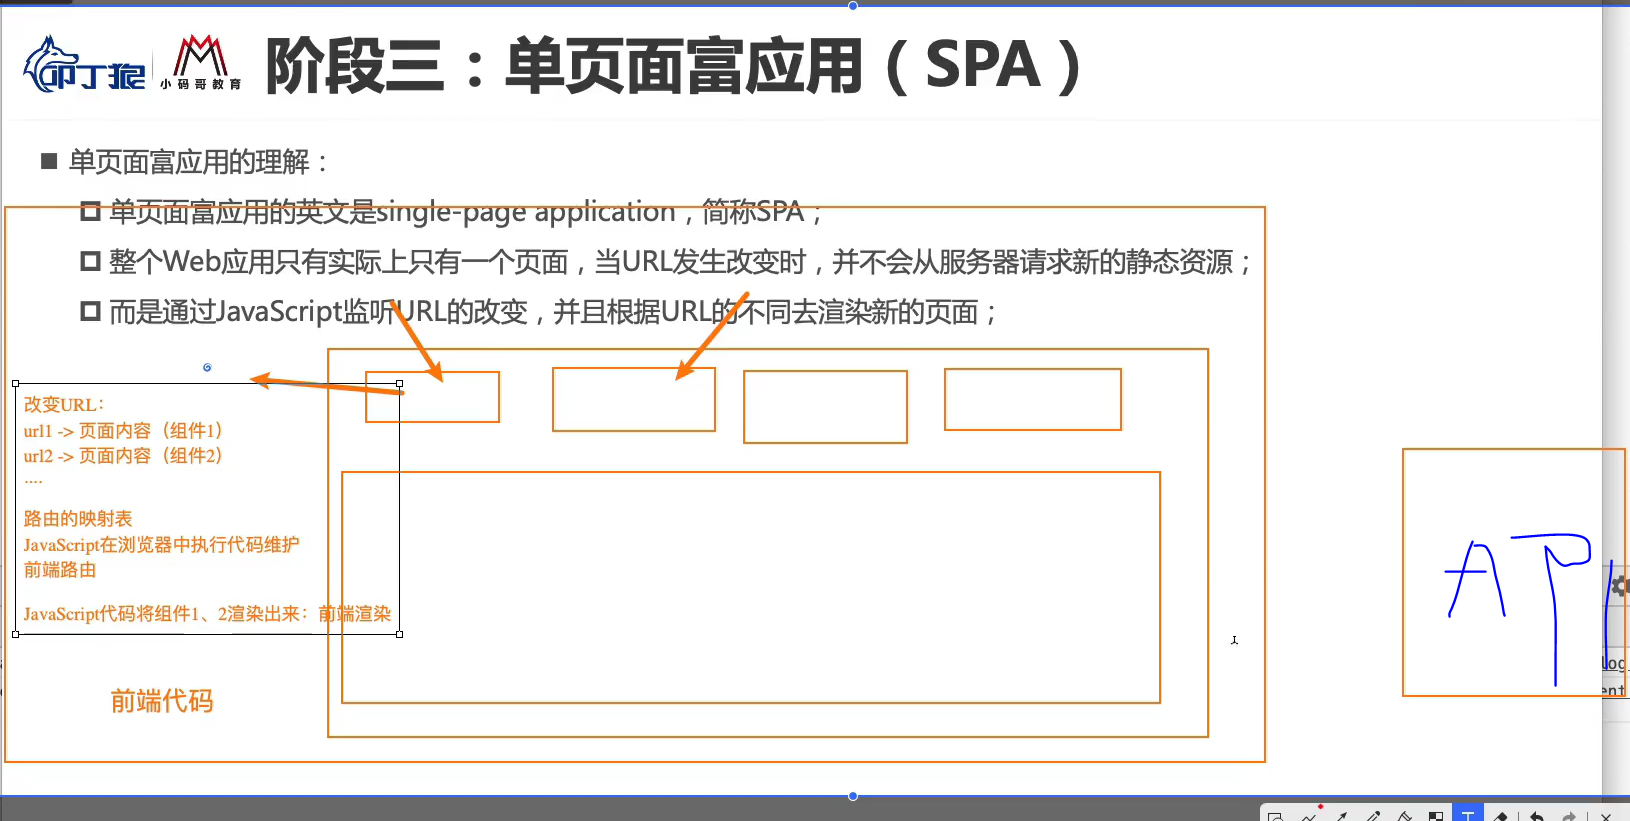 叩丁狼
小码哥教育
阶段三：单页面富应用（SPA）
单页面富应用的理解：
单页面富应用的英文是single-page application，简称SPA；
整个Web应用只有实际上只有一个页面，当URL发生改变时，并不会从服务器请求新的静态资源；
而是通过JavaScript监听URL的改变，并且根据URL的不同去渲染新的页面；
改变URL：
url1 -> 页面内容（组件1）
url2 -> 页面内容（组件2）
....
路由的映射表
JavaScript在浏览器中执行代码维护
前端路由
JavaScript代码将组件1、2渲染出来：前端渲染
前端代码
API